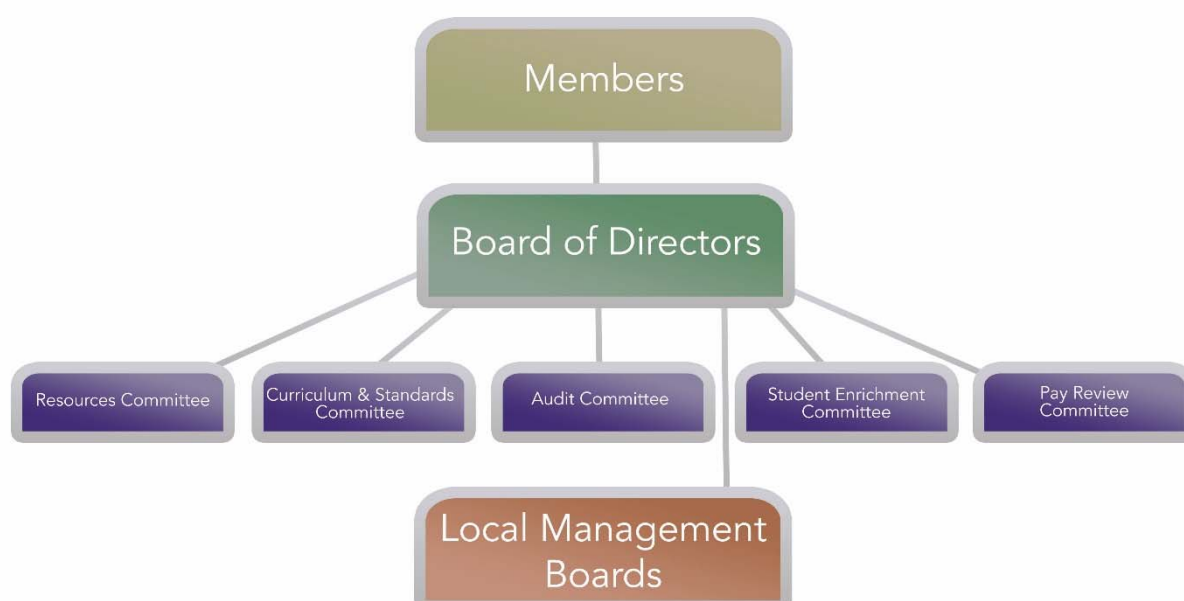 Members
Board of Directors
Resources Committee
Curriculum & Standards
Committee
Audit Committee
Student Enrichment
Committee
Pay Review
Committee
Local Management
Boards